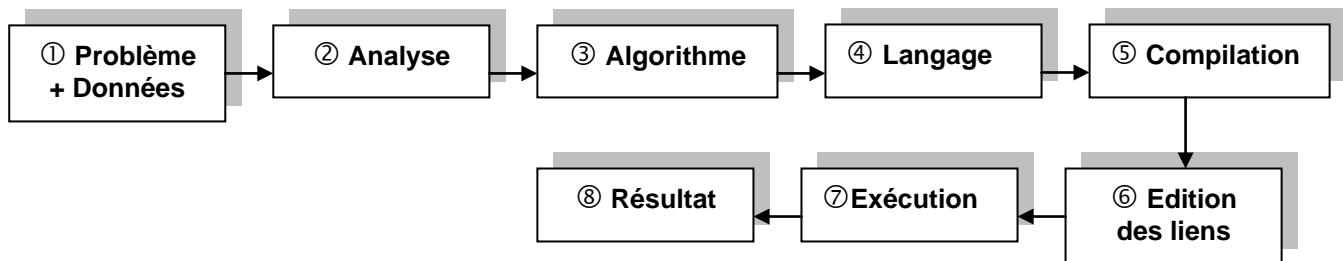 ① Problème
+ Données
② Analyse
③ Algorithme
④ Langage
⑤ Compilation
⑥ Edition
des liens
⑦Exécution
⑧ Résultat